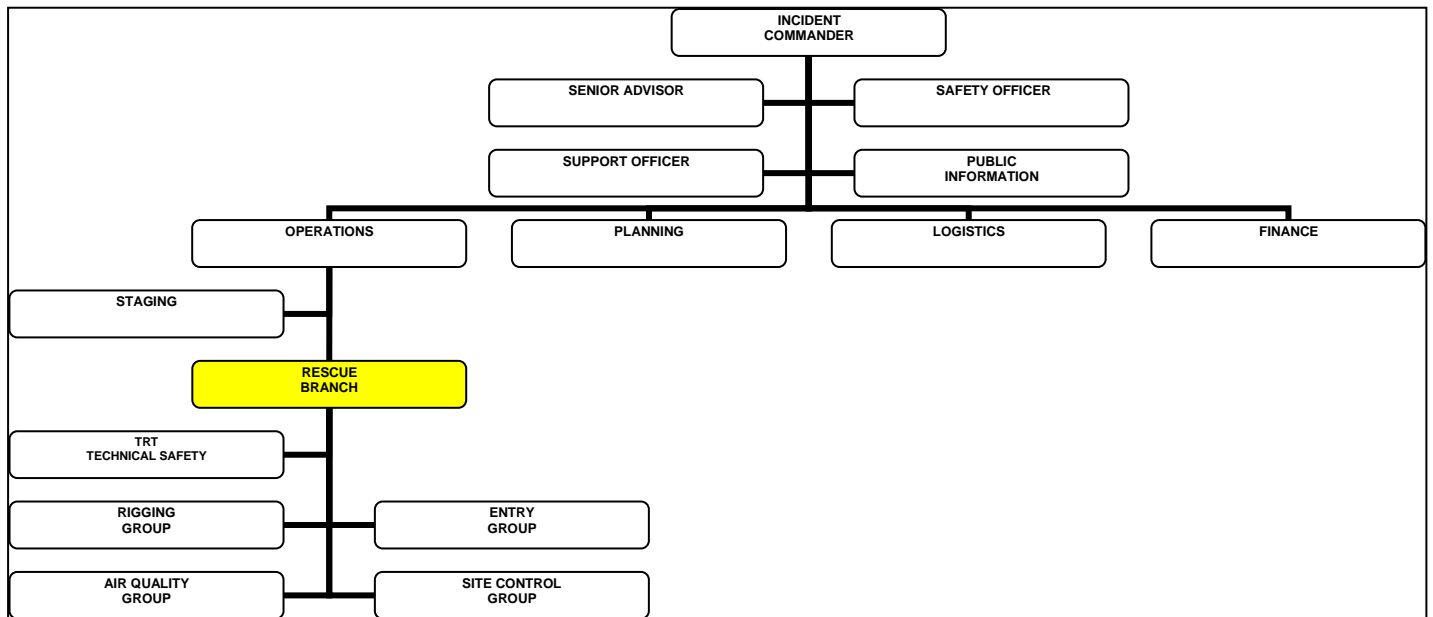 INCIDENT
COMMANDER
SENIOR ADVISOR
SAFETY OFFICER
SUPPORT OFFICER
PUBLIC
INFORMATION
OPERATIONS
PLANNING
LOGISTICS
FINANCE
STAGING
RESCUE
BRANCH
TRT
TECHNICAL SAFETY
RIGGING
GROUP
ENTRY
GROUP
AIR QUALITY
GROUP
SITE CONTROL
GROUP